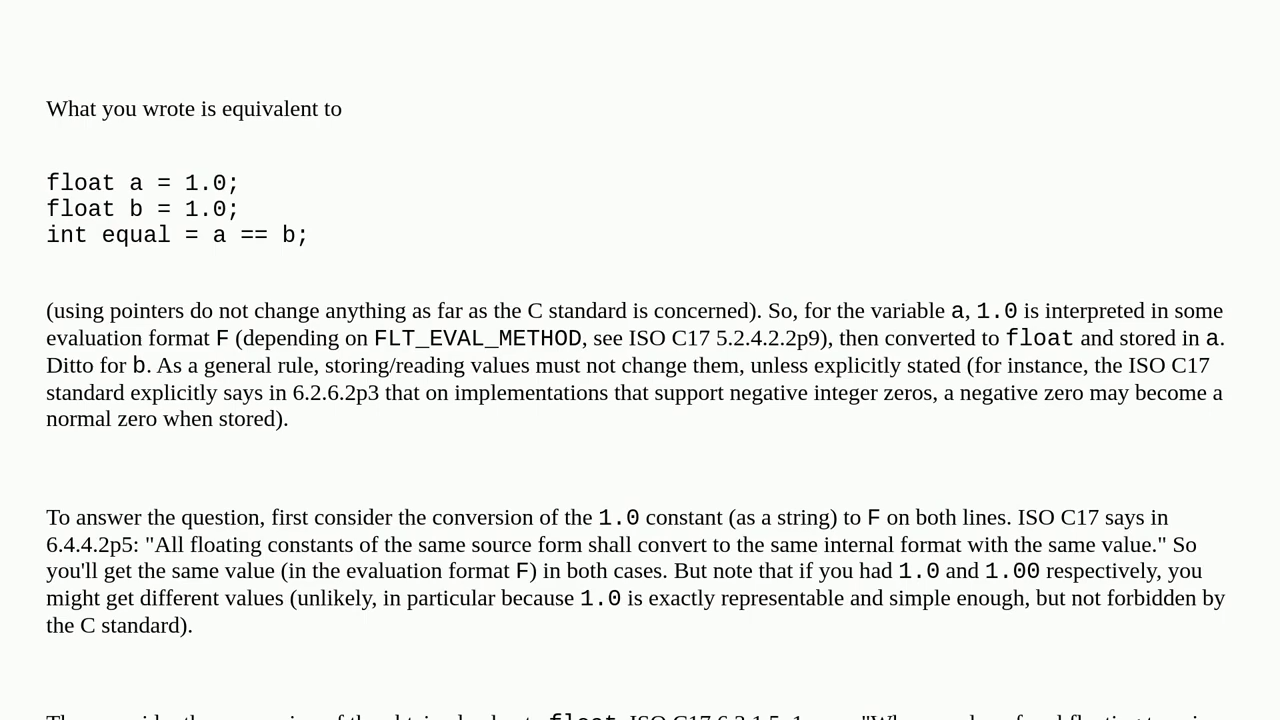 What you wrote is equivalent to
float a = 1.0;
float b = 1.0;
int equal = a == b;
(using pointers do not change anything as far as the C standard is concerned). So, for the variable a, 1.0 is interpreted in some
evaluation format F (depending on FLT_EVAL_METHOD, see ISO C17 5.2.4.2.2p9), then converted to float and stored in a.
Ditto for b. As a general rule, storing/reading values must not change them, unless explicitly stated (for instance, the ISO C17
standard explicitly says in 6.2.6.2p3 that on implementations that support negative integer zeros, a negative zero may become a
normal zero when stored).
To answer the question, first consider the conversion of the 1.0 constant (as a string) to F on both lines. ISO C17 says in
6.4.4.2p5: "All floating constants of the same source form shall convert to the same internal format with the same value." So
you'll get the same value (in the evaluation format F) in both cases. But note that if you had 1.0 and 1.00 respectively, you
might get different values (unlikely, in particular because 1.0 is exactly representable and simple enough, but not forbidden by
the C standard).